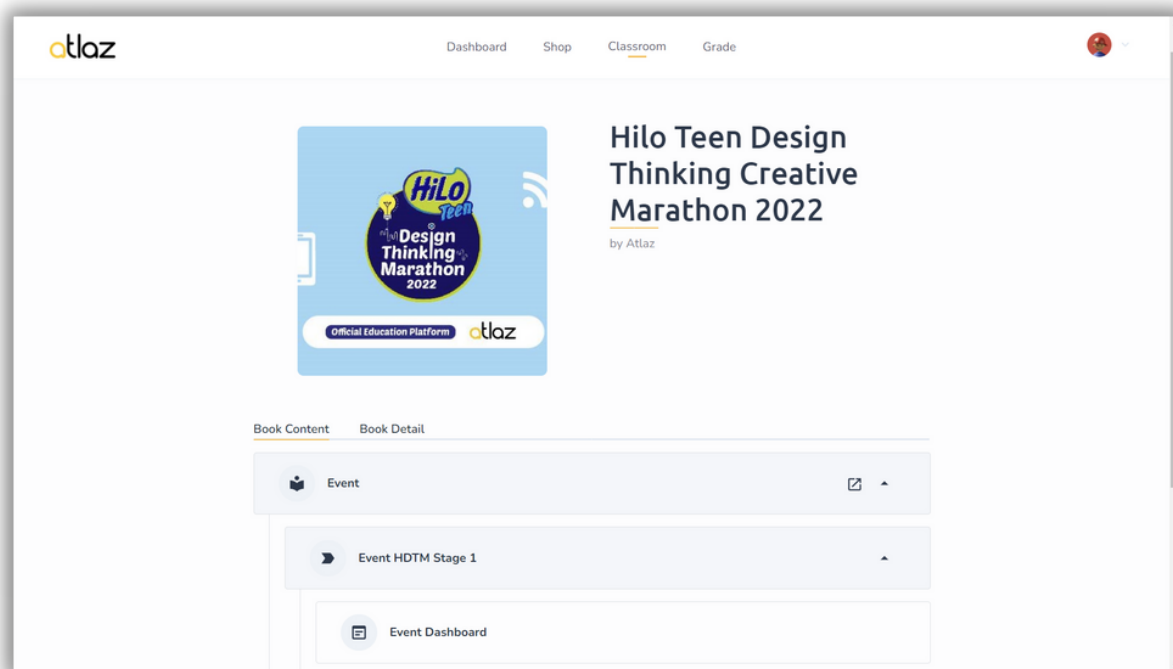 atlaz
Dashboard
Shop
Classroom
Grade
HiLo
Teen
Design
Thinking
Marathon
2022
Official Education Platform
atlaz
Hilo Teen Design
Thinking Creative
Marathon 2022
by Atlaz
Book Content
Book Detail
Event
Event HDTM Stage 1
Event Dashboard